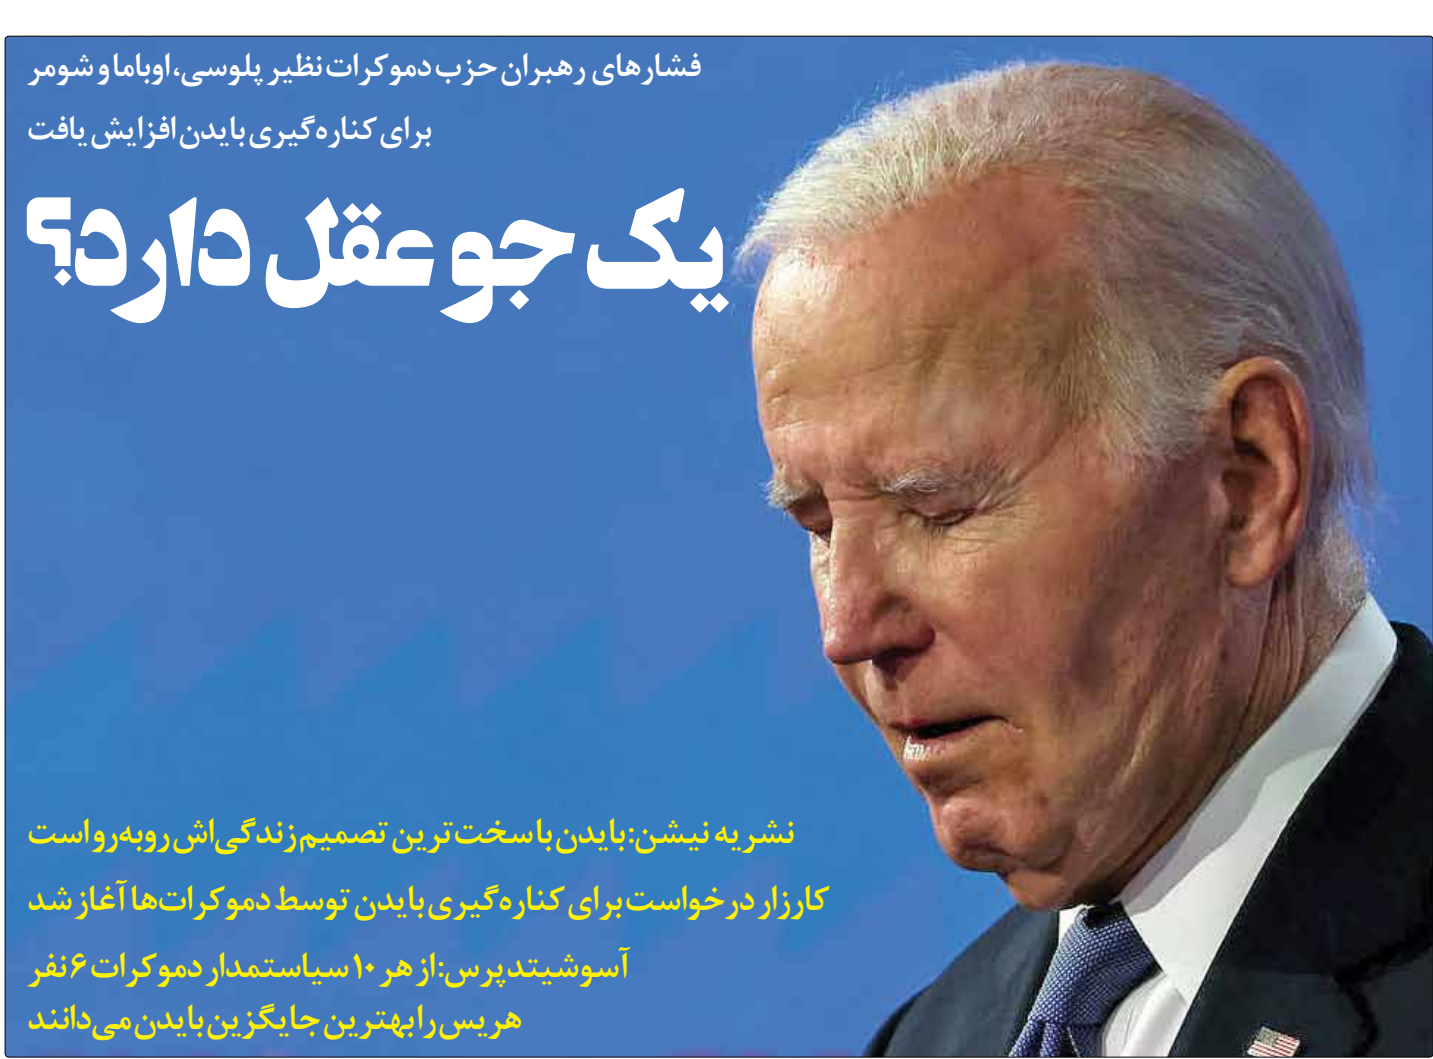 فشارهای رهبران حزب دموکرات نظیر پلوسی، اوباما و شومر
برای کناره‌گیری بایدن افزایش یافت
یک جو عقل دارد؟
نشریه نیشن: بایدن با سخت‌ترین تصمیم زندگی‌اش روبه‌رو است
کارزار درخواست برای کناره‌گیری بایدن توسط دموکرات‌ها آغاز شد
آسوشیتدپرس: از هر ۱۰ سیاستمدار دموکرات ۶ نفر
هریس را بهترین جایگزین بایدن می‌دانند